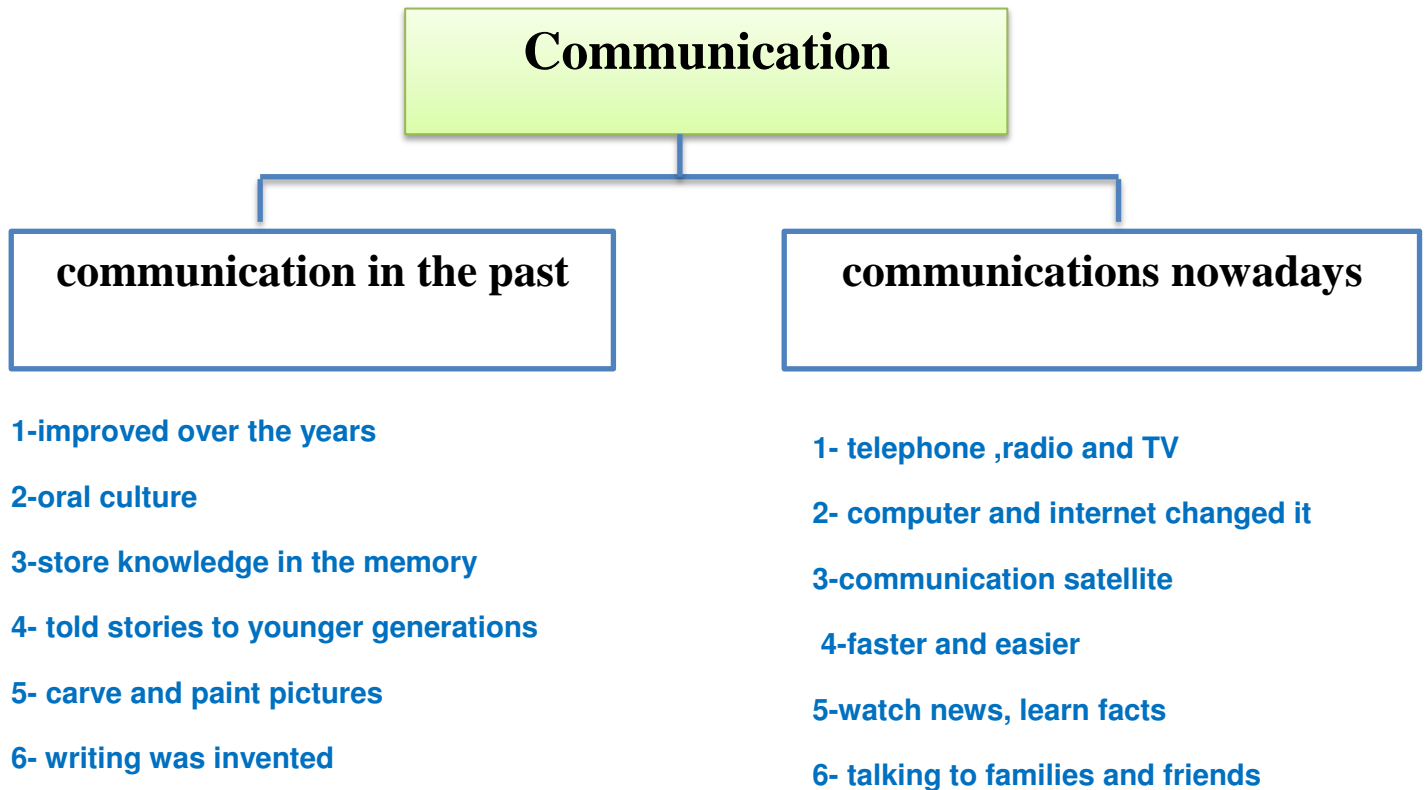 Communication
communication in the past
communications nowadays
1-improved over the years
2-oral culture
3-store knowledge in the memory
4- told stories to younger generations
5- carve and paint pictures
6- writing was invented
1- telephone ,radio and TV
2- computer and internet changed it
3-communication satellite
4-faster and easier
5-watch news, learn facts
6- talking to families and friends